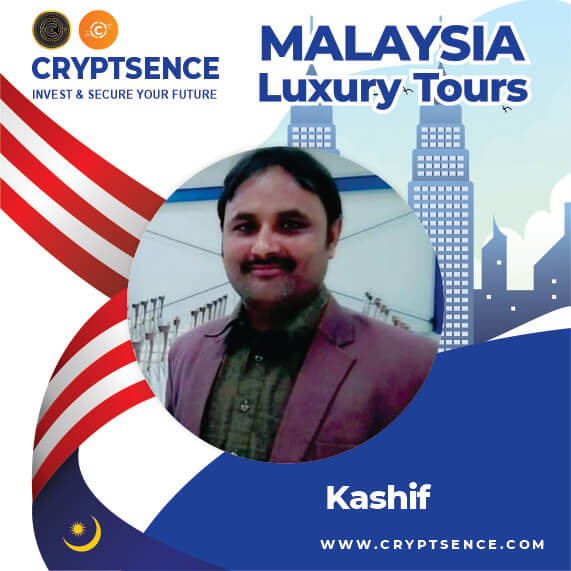 CRYPTSENCE
INVEST & SECURE YOUR FUTURE
MALAYSIA
Luxury Tours
Kashif
WWW.CRYPTSENCE.COM